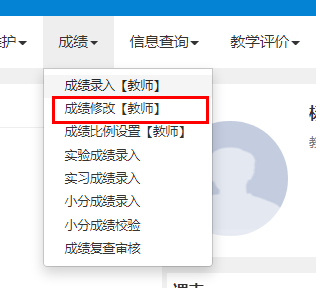 维护 成绩 信息查询 教学评价
成绩录入【教师】
成绩修改【教师】
成绩比例设置【教师】
实验成绩录入
实习成绩录入
小分成绩录入
小分成绩校验
成绩复查审核